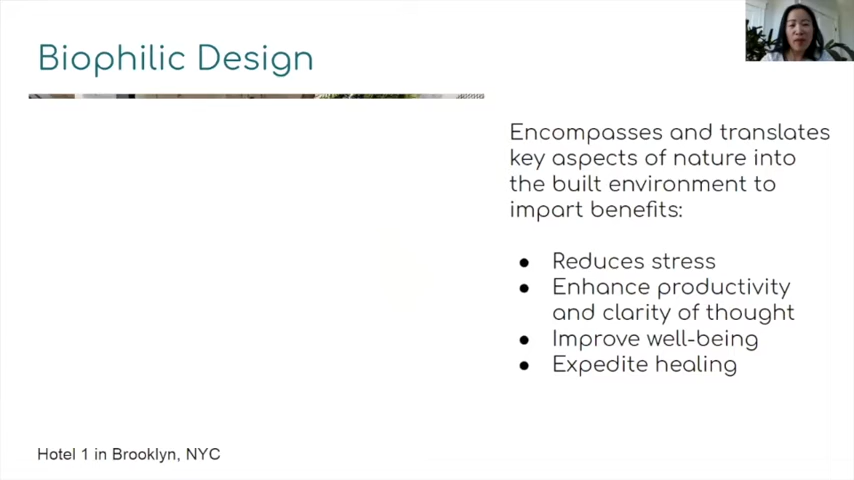 Biophilic Design
Encompasses and translates
key aspects of nature into
the built environment to
impart benefits:
● Reduces stress
● Enhance productivity
and clarity of thought
● Improve well-being
● Expedite healing
Hotel 1 in Brooklyn, NYC